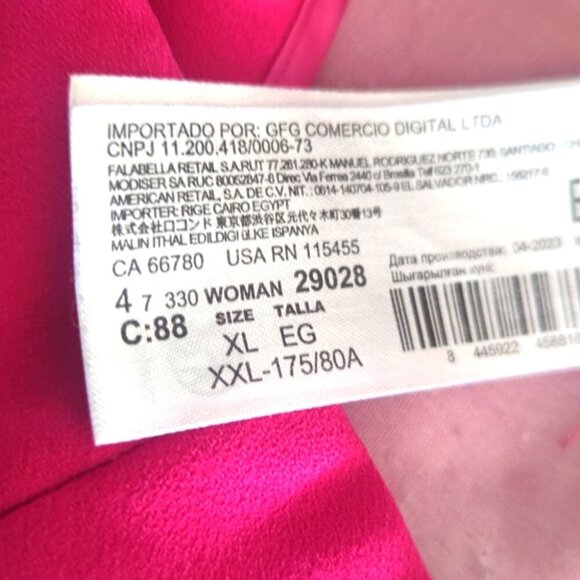 IMPORTADO POR: GFG COMERCIO DIGITAL LTDA
CNPJ 11.200.418/0006-73
FALABELLA RETAIL S.A.RUT 77.261.280-K MANUEL RODRIGUEZ NORTE 730, SANTIAGO
MODISER SA RUC 80052847-6 Direc Via Ferrea 2440 c/ Brasilia Telf 623 270-1
AMERICAN RETAIL, S.A. DE C.V. NIT.: 0614-140704-105-9 EL SALVADOR NRC.:
IMPORTER: RIGE CAIRO EGYPT
株式会社ロコンド 東京都渋谷区元代々木町30番13号
MALIN ITHAL EDILDIGI ÜLKE ISPANYA
CA 66780 USA RN 115455
4 7 330 WOMAN 29028
C:88 SIZE TALLA
XL EG
XXL-175/80A
Дата производства: 04-2023
Шығарылған күні:
8 445922